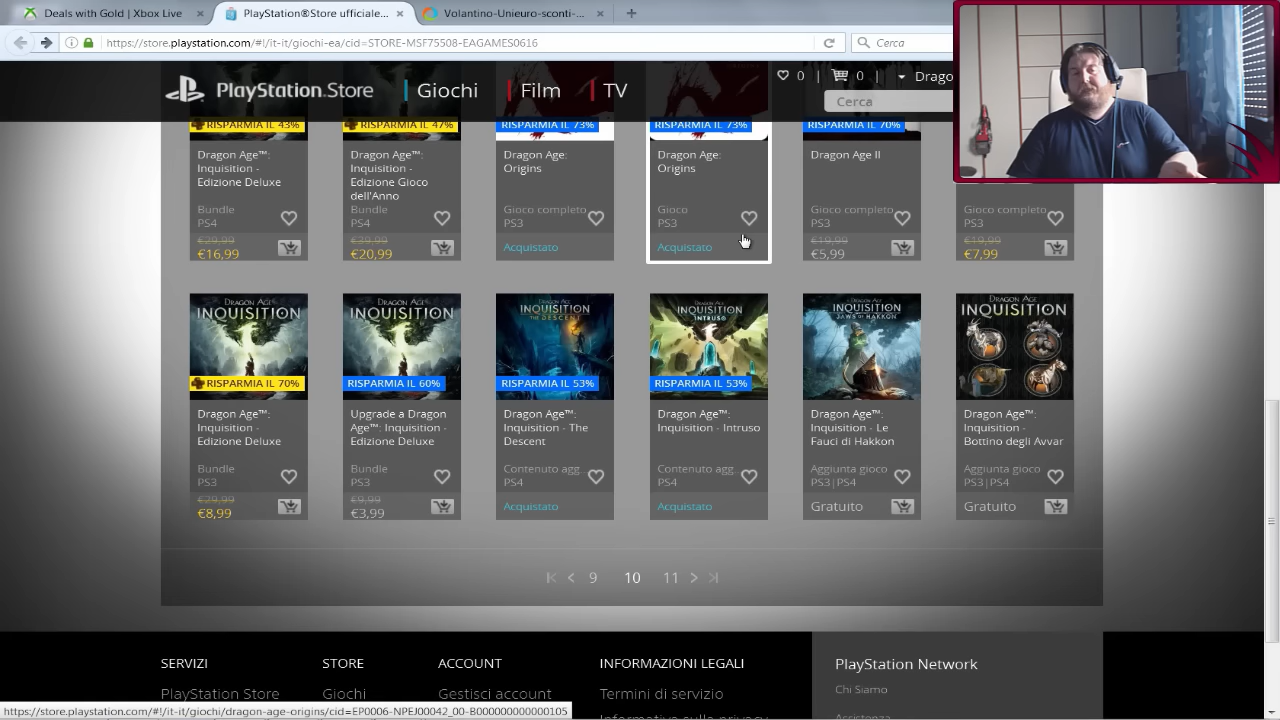 Deals with Gold | Xbox Live
PlayStation®Store ufficiale...
Volantino-Unieuro-sconti-...
https://store.playstation.com/#!/it-it/giochi-ea/cid=STORE-MSF75508-EAGAMES0616
Cerca
PlayStation.Store
Giochi
Film
TV
0
0
Drago
Cerca
RISPARMIA IL 43%
RISPARMIA IL 47%
RISPARMIA IL 73%
RISPARMIA IL 73%
RISPARMIA IL 70%
Dragon Age™:
Inquisition -
Edizione Deluxe
Bundle
PS4
€29,99
€16,99
Dragon Age™:
Inquisition -
Edizione Gioco
dell'Anno
Bundle
PS4
€39,99
€20,99
Dragon Age:
Origins
Gioco completo
PS3
Acquistato
Dragon Age:
Origins
Gioco
PS3
Acquistato
Dragon Age II
Gioco completo
PS3
€19,99
€5,99
Gioco completo
PS3
€19,99
€7,99
DRAGON AGE
INQUISITION
RISPARMIA IL 70%
Dragon Age™:
Inquisition -
Edizione Deluxe
Bundle
PS3
€29,99
€8,99
DRAGON AGE
INQUISITION
RISPARMIA IL 60%
Upgrade a Dragon
Age™: Inquisition -
Edizione Deluxe
Bundle
PS3
€9,99
€3,99
DRAGON AGE
INQUISITION
THE DESCENT
RISPARMIA IL 53%
Dragon Age™:
Inquisition - The
Descent
Contenuto agg...
PS4
Acquistato
DRAGON AGE
INQUISITION
INTRUSO
RISPARMIA IL 53%
Dragon Age™:
Inquisition - Intruso
Contenuto agg...
PS4
Acquistato
DRAGON AGE
INQUISITION
JAWS OF HAKKON
Dragon Age™:
Inquisition - Le
Fauci di Hakkon
Aggiunta gioco
PS3|PS4
Gratuito
DRAGON AGE
INQUISITION
Dragon Age™:
Inquisition -
Bottino degli Avvar
Aggiunta gioco
PS3|PS4
Gratuito
9 10 11
SERVIZI
PlayStation Store
STORE
Giochi
ACCOUNT
Gestisci account
INFORMAZIONI LEGALI
Termini di servizio
Informativa sulla privacy
PlayStation Network
Chi Siamo
Assistenza
https://store.playstation.com/#!/it-it/giochi/dragon-age-origins/cid=EP0006-NPEJ00042_00-B000000000000105